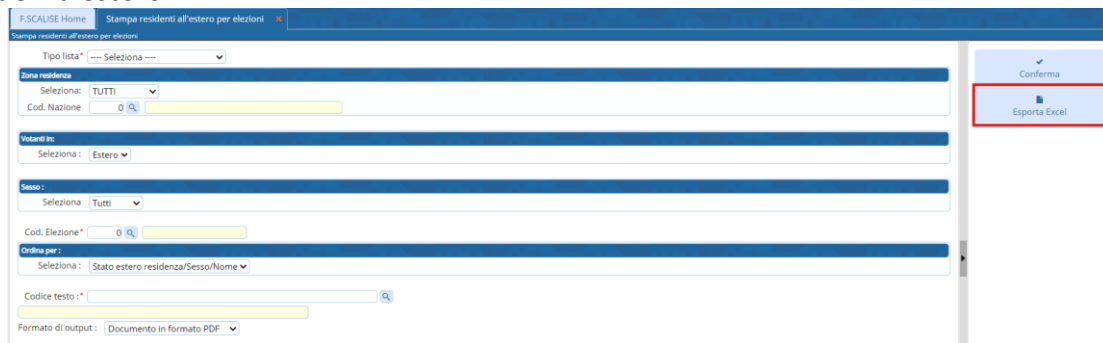 F.SCALISE Home Stampa residenti all'estero per elezioni ×
Stampa residenti all'estero per elezioni
Tipo lista* ---- Seleziona ----
Zona residenza
Seleziona: TUTTI
Cod. Nazione 0
Votanti in:
Seleziona : Estero
Sesso :
Seleziona Tutti
Cod. Elezione* 0
Ordina per :
Seleziona : Stato estero residenza/Sesso/Nome
Codice testo :*
Formato di output : Documento in formato PDF
Conferma
Esporta Excel